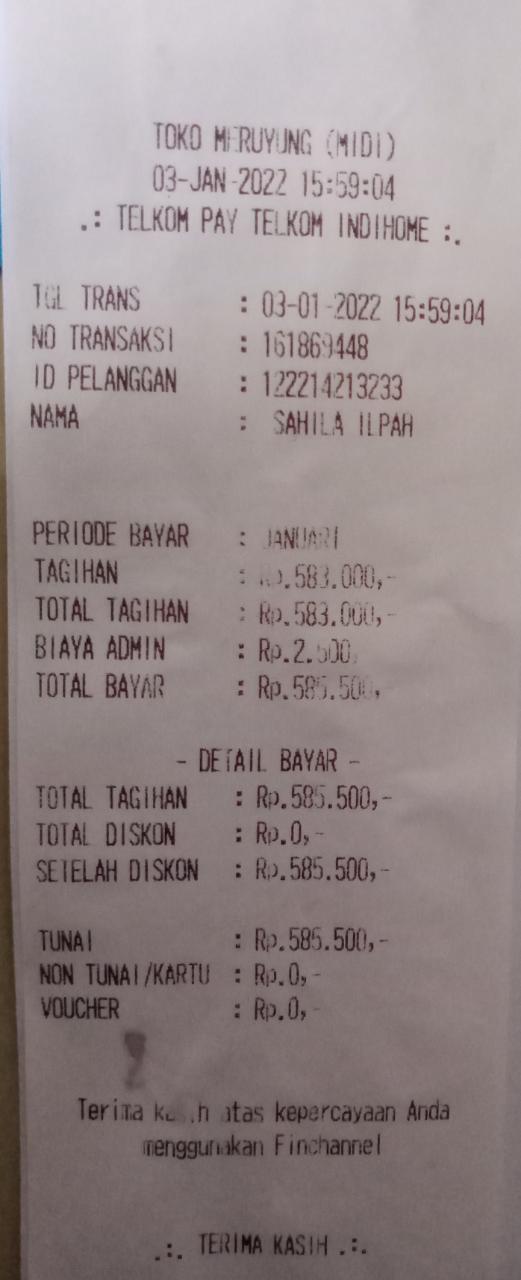 TOKO MERUYUNG (MIDI)
03-JAN-2022 15:59:04
.: TELKOM PAY TELKOM INDIHOME :.
TGL TRANS : 03-01-2022 15:59:04
NO TRANSAKSI : 161869448
ID PELANGGAN : 122214213233
NAMA : SAHILA ILPAH
PERIODE BAYAR : JANUARI
TAGIHAN : Rp.583.000,-
TOTAL TAGIHAN : Rp.583.000,-
BIAYA ADMIN : Rp.2.500,
TOTAL BAYAR : Rp.585.500,
- DETAIL BAYAR -
TOTAL TAGIHAN : Rp.585.500,-
TOTAL DISKON : Rp.0,-
SETELAH DISKON : Rp.585.500,-
TUNAI : Rp.585.500,-
NON TUNAI/KARTU : Rp.0,-
VOUCHER : Rp.0,-
Terima kasih atas kepercayaan Anda
menggunakan Finchannel
.:. TERIMA KASIH .:.